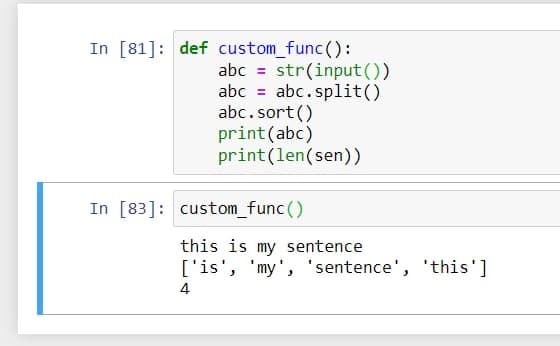 In [81]: def custom_func():
abc = str(input())
abc = abc.split()
abc.sort()
print(abc)
print(len(sen))
In [83]: custom_func()
this is my sentence
['is', 'my', 'sentence', 'this']
4